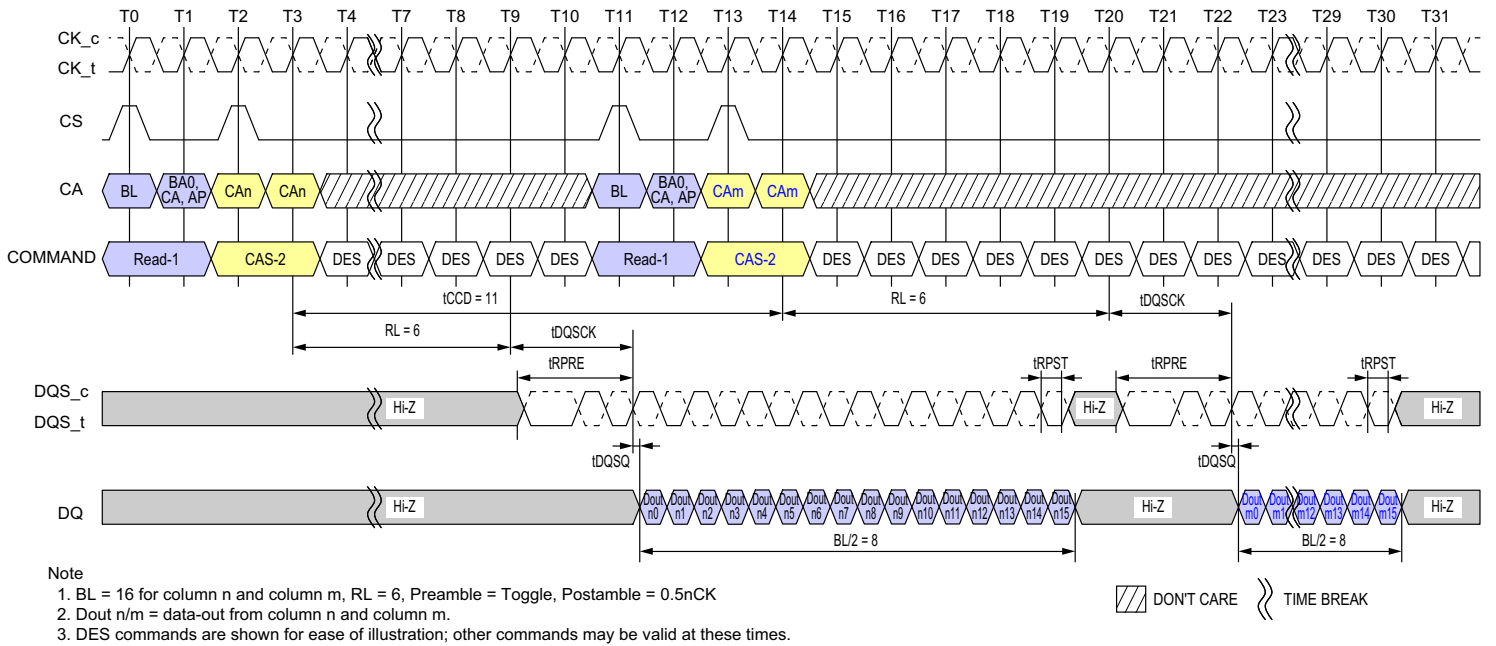 T0 T1 T2 T3 T4 T7 T8 T9 T10 T11 T12 T13 T14 T15 T16 T17 T18 T19 T20 T21 T22 T23 T29 T30 T31
CK_c
CK_t
CS
CA BL BA0, CA, AP CAn CAn BL BA0, CA, AP CAm CAm
COMMAND Read-1 CAS-2 DES DES DES DES DES Read-1 CAS-2 DES DES DES DES DES DES DES DES DES DES DES DES
tCCD = 11 RL = 6 tDQSCK
RL = 6 tDQSCK
tRPRE tRPST tRPRE tRPST
DQS_c
DQS_t
Hi-Z Hi-Z Hi-Z
tDQSQ tDQSQ
DQ Hi-Z Dout n0 Dout n1 Dout n2 Dout n3 Dout n4 Dout n5 Dout n6 Dout n7 Dout n8 Dout n9 Dout n10 Dout n11 Dout n12 Dout n13 Dout n14 Dout n15 Hi-Z Dout m0 Dout m1 Dout m12 Dout m13 Dout m14 Dout m15 Hi-Z
BL/2 = 8 BL/2 = 8
Note
1. BL = 16 for column n and column m, RL = 6, Preamble = Toggle, Postamble = 0.5nCK
2. Dout n/m = data-out from column n and column m.
3. DES commands are shown for ease of illustration; other commands may be valid at these times.
DON'T CARE TIME BREAK